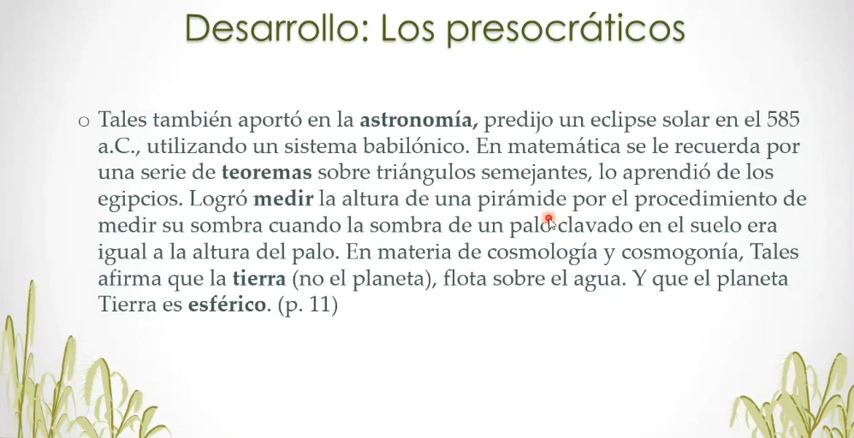 Desarrollo: Los presocráticos
o Tales también aportó en la astronomía, predijo un eclipse solar en el 585
a.C., utilizando un sistema babilónico. En matemática se le recuerda por
una serie de teoremas sobre triángulos semejantes, lo aprendió de los
egipcios. Logró medir la altura de una pirámide por el procedimiento de
medir su sombra cuando la sombra de un palo clavado en el suelo era
igual a la altura del palo. En materia de cosmología y cosmogonía, Tales
afirma que la tierra (no el planeta), flota sobre el agua. Y que el planeta
Tierra es esférico. (p. 11)